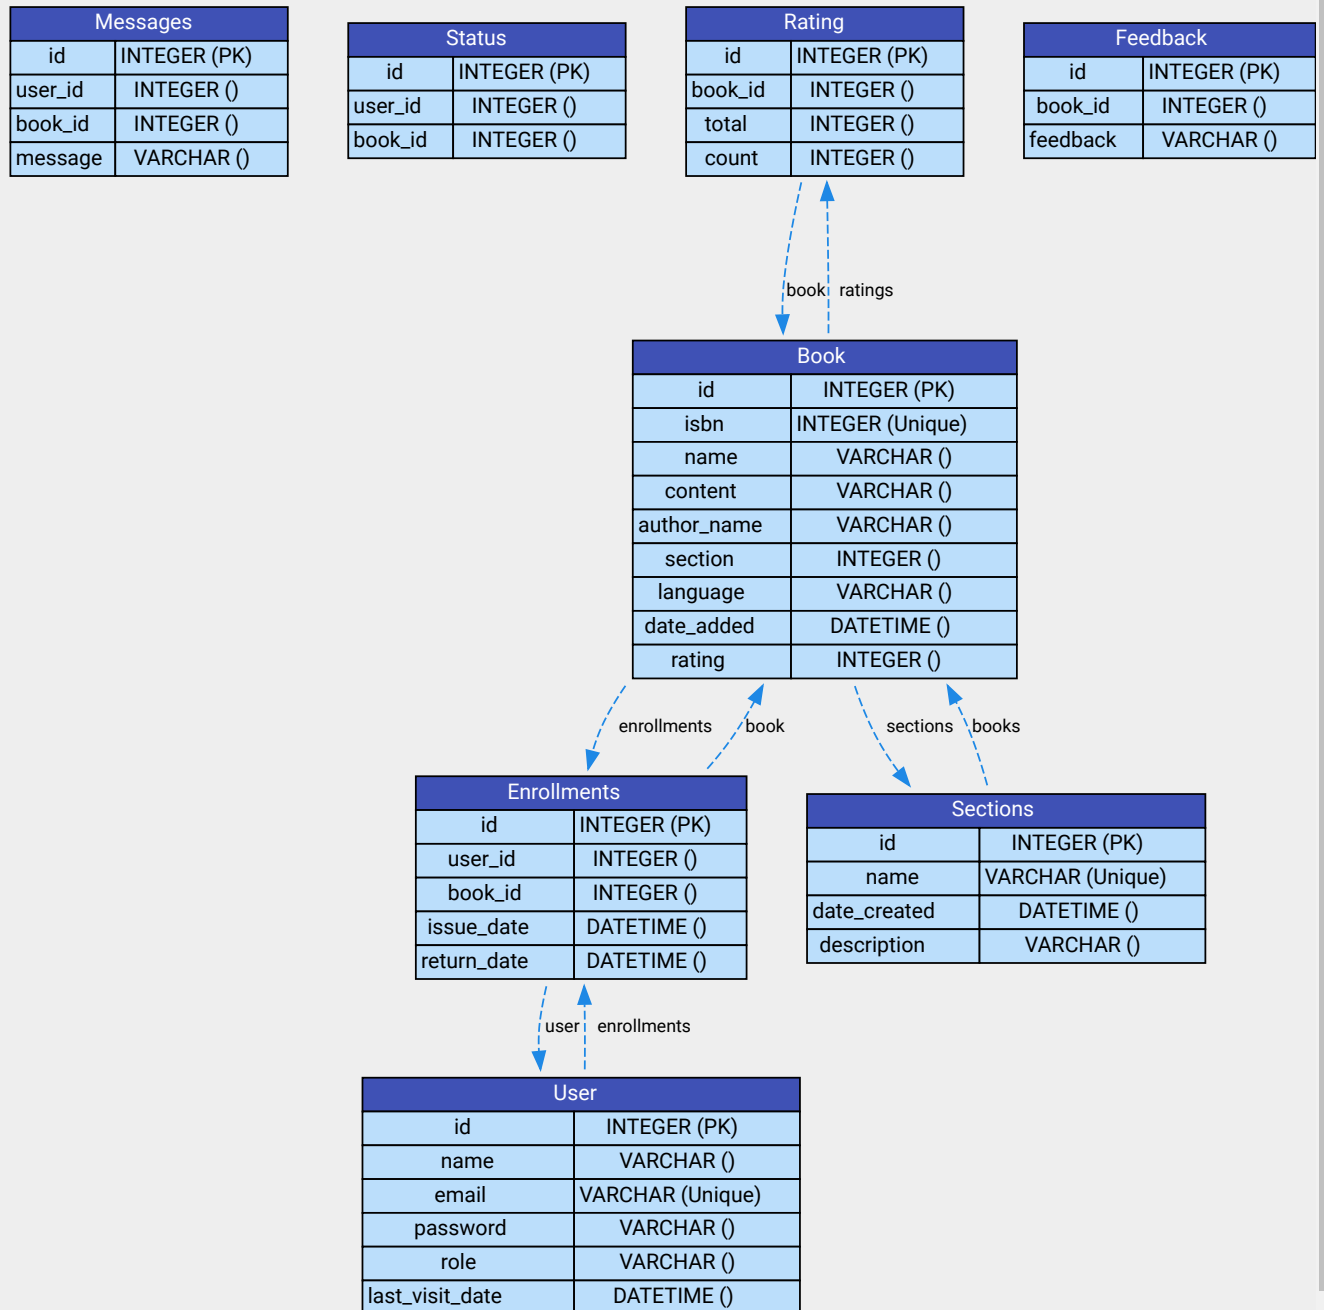 Messages
id INTEGER (PK)
user_id INTEGER ()
book_id INTEGER ()
message VARCHAR ()
Status
id INTEGER (PK)
user_id INTEGER ()
book_id INTEGER ()
Rating
id INTEGER (PK)
book_id INTEGER ()
total INTEGER ()
count INTEGER ()
Feedback
id INTEGER (PK)
book_id INTEGER ()
feedback VARCHAR ()
book ratings
Book
id INTEGER (PK)
isbn INTEGER (Unique)
name VARCHAR ()
content VARCHAR ()
author_name VARCHAR ()
section INTEGER ()
language VARCHAR ()
date_added DATETIME ()
rating INTEGER ()
enrollments book sections books
Enrollments
id INTEGER (PK)
user_id INTEGER ()
book_id INTEGER ()
issue_date DATETIME ()
return_date DATETIME ()
Sections
id INTEGER (PK)
name VARCHAR (Unique)
date_created DATETIME ()
description VARCHAR ()
user enrollments
User
id INTEGER (PK)
name VARCHAR ()
email VARCHAR (Unique)
password VARCHAR ()
role VARCHAR ()
last_visit_date DATETIME ()